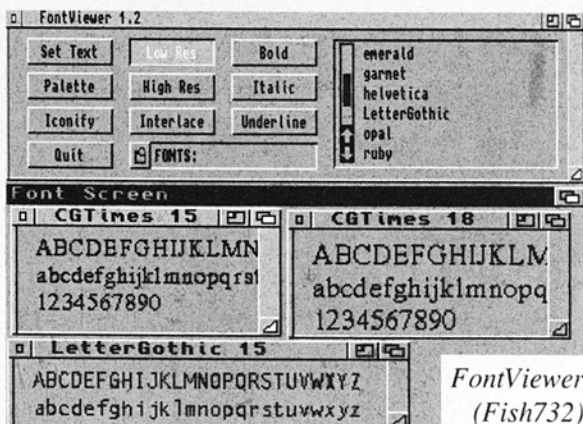 FontViewer 1.2
Set Text
Low Res
Bold
Palette
High Res
Italic
Iconify
Interlace
Underline
Quit
FONTS:
emerald
garnet
helvetica
LetterGothic
opal
ruby
Font Screen
CGTimes 15
ABCDEFGHIJKLMN
abcdefghijklmnopqrst
1234567890
CGTimes 18
ABCDEFGHIJKLM
abcdefghijklmnopq
1234567890
LetterGothic 15
ABCDEFGHIJKLMNOPQRSTUVWXYZ
abcdefghijklmnopqrstuvwxyz
FontViewer
(Fish732)